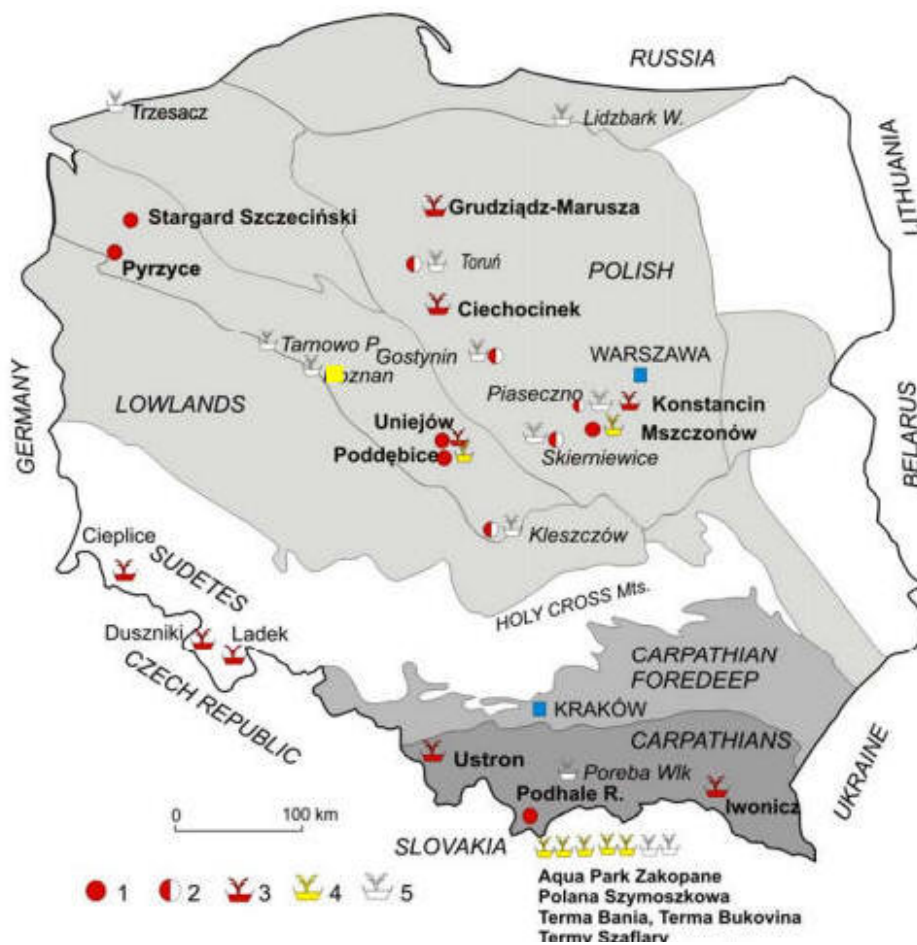 RUSSIA
Trzesacz
Lidzbark W.
LITHUANIA
Grudziądz-Marusza
Stargard Szczeciński
Toruń
POLISH
Pyrzyce
Ciechocinek
Tarnowo P.
Gostynin
WARSZAWA
oznan
Piaseczno
GERMANY
LOWLANDS
Konstancin
BELARUS
Uniejów
Mszczonów
Poddębice
Skierniewice
Kleszczów
Cieplice
SUDETES
HOLY CROSS Mts.
Duszniki
Ladek
CZECH REPUBLIC
CARPATHIAN
FOREDEEP
KRAKÓW
CARPATHIANS
UKRAINE
Ustron
Poreba Wlk
Podhale R.
Iwonicz
0 100 km
SLOVAKIA
1 2 3 4 5
Aqua Park Zakopane
Polana Szymoszkowa
Terma Bania, Terma Bukovina
Termy Szaflary